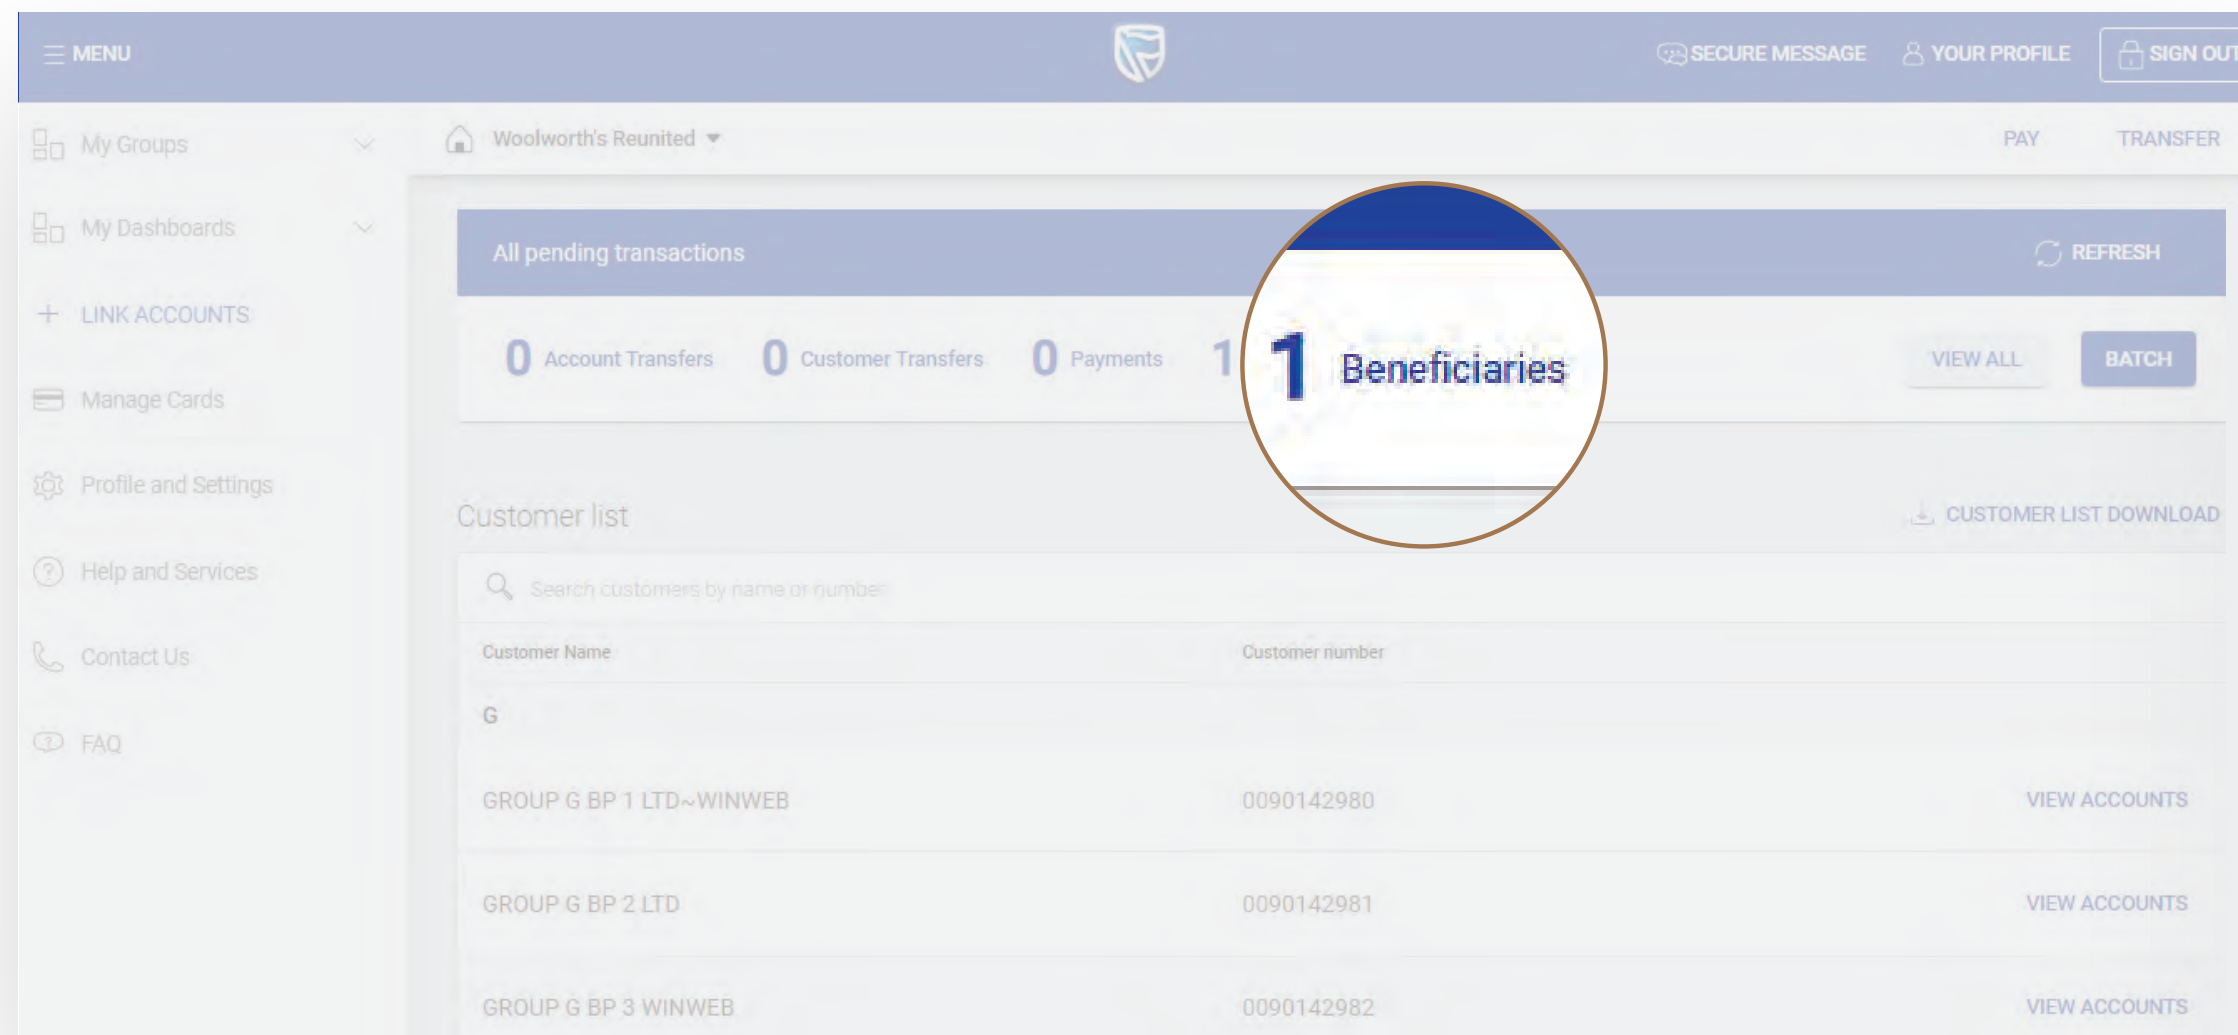 MENU
SECURE MESSAGE
YOUR PROFILE
SIGN OUT
My Groups
My Dashboards
+ LINK ACCOUNTS
Manage Cards
Profile and Settings
Help and Services
Contact Us
FAQ
Woolworth's Reunited
PAY
TRANSFER
All pending transactions
REFRESH
0 Account Transfers
0 Customer Transfers
0 Payments
1
1 Beneficiaries
VIEW ALL
BATCH
Customer list
CUSTOMER LIST DOWNLOAD
Search customers by name or number
Customer Name Customer number
G
GROUP G BP 1 LTD~WINWEB 0090142980 VIEW ACCOUNTS
GROUP G BP 2 LTD 0090142981 VIEW ACCOUNTS
GROUP G BP 3 WINWEB 0090142982 VIEW ACCOUNTS